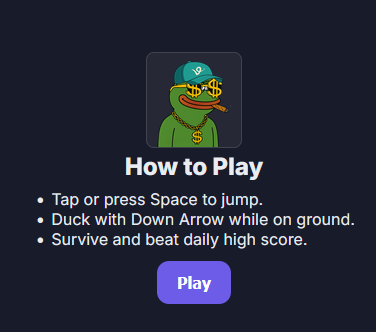 How to Play
• Tap or press Space to jump.
• Duck with Down Arrow while on ground.
• Survive and beat daily high score.
Play